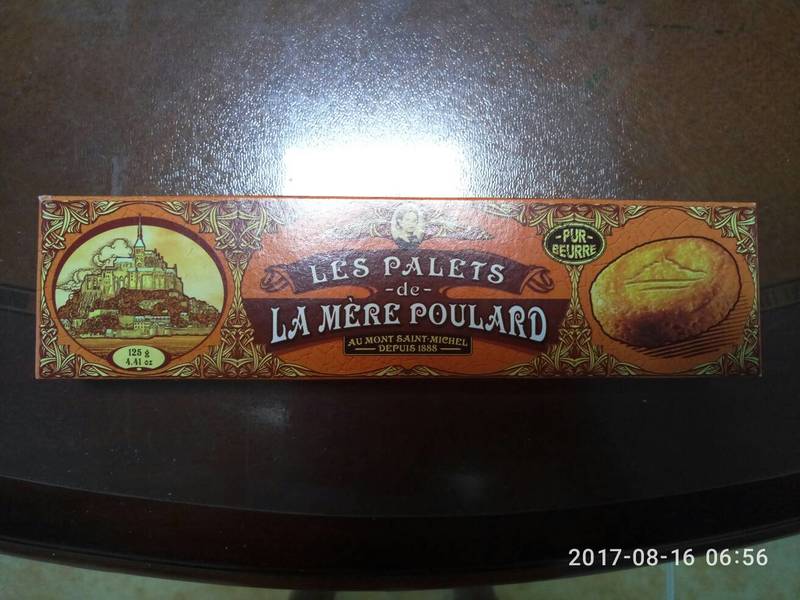 LES PALETS
-de-
LA MÈRE POULARD
AU MONT SAINT-MICHEL
DEPUIS 1888
-PUR-
BEURRE
125 g
4.41 oz
2017-08-16 06:56